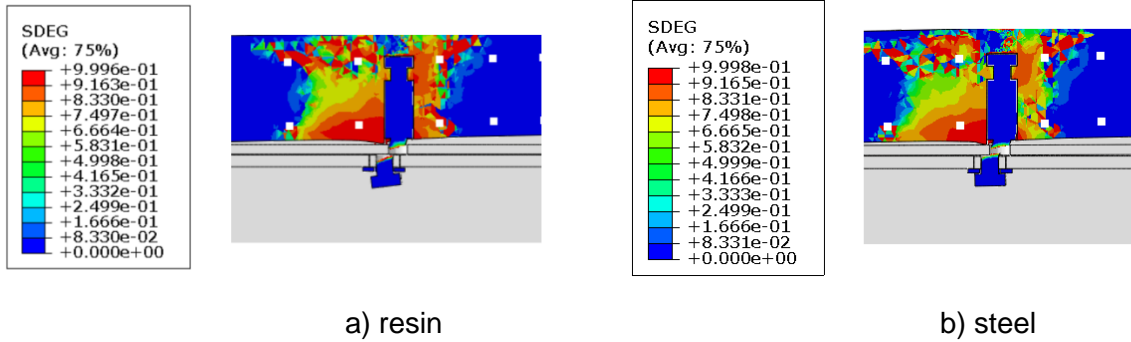 SDEG
(Avg: 75%)
+9.996e-01
+9.163e-01
+8.330e-01
+7.497e-01
+6.664e-01
+5.831e-01
+4.998e-01
+4.165e-01
+3.332e-01
+2.499e-01
+1.666e-01
+8.330e-02
+0.000e+00
a) resin
SDEG
(Avg: 75%)
+9.998e-01
+9.165e-01
+8.331e-01
+7.498e-01
+6.665e-01
+5.832e-01
+4.999e-01
+4.166e-01
+3.333e-01
+2.499e-01
+1.666e-01
+8.331e-02
+0.000e+00
b) steel